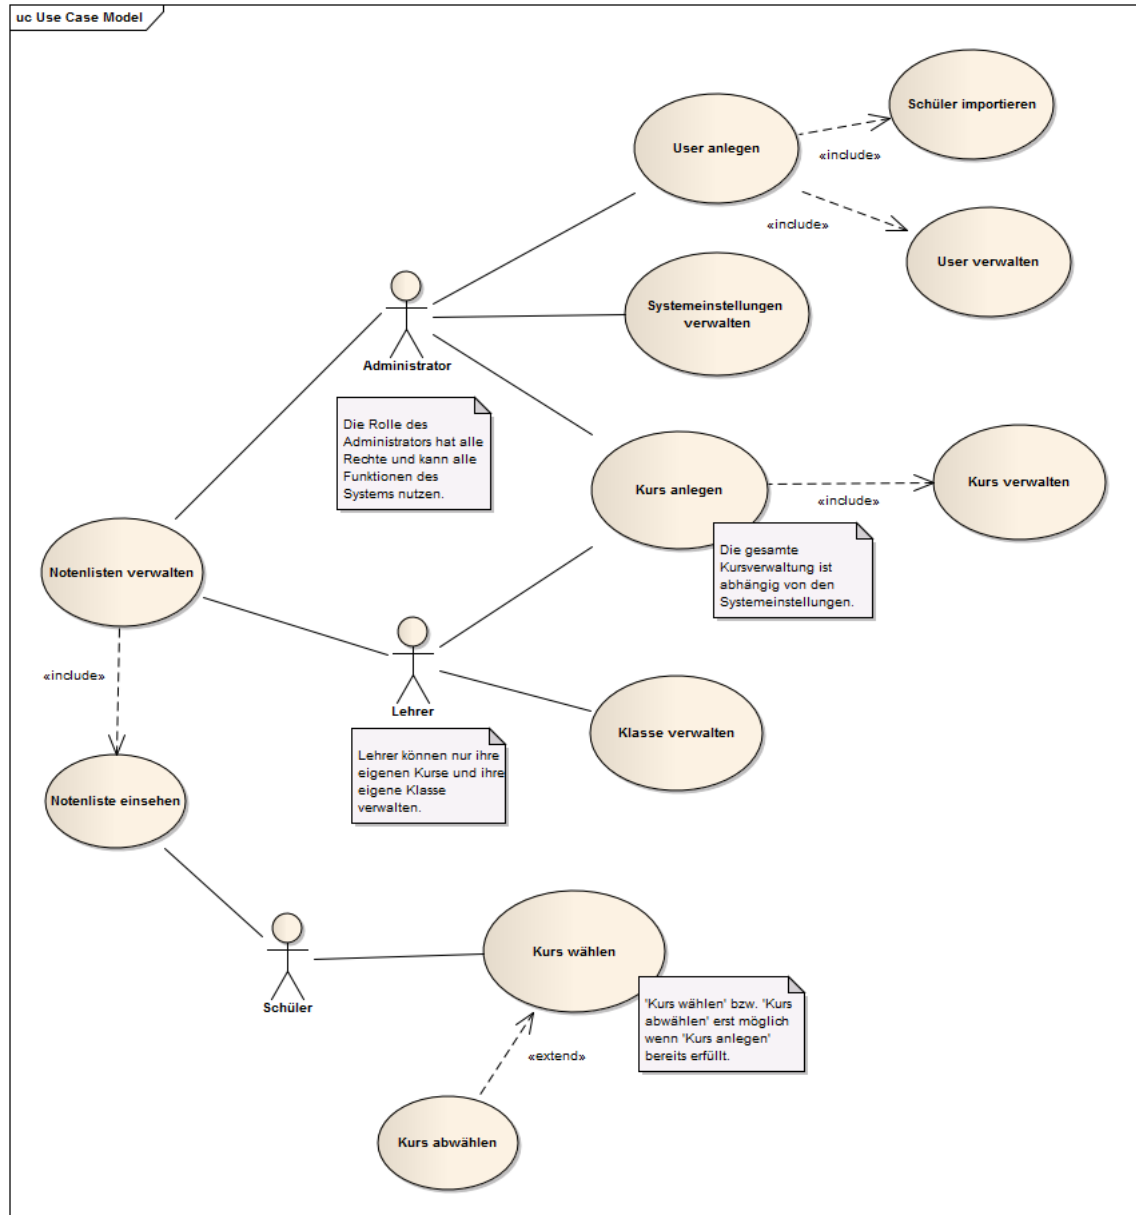 uc Use Case Model
Schüler importieren
User anlegen
«include»
«include»
User verwalten
Systemeinstellungen
verwalten
Administrator
Die Rolle des
Administrators hat alle
Rechte und kann alle
Funktionen des
Systems nutzen.
Kurs anlegen
«include»
Kurs verwalten
Die gesamte
Kursverwaltung ist
abhängig von den
Systemeinstellungen.
Notenlisten verwalten
«include»
Lehrer
Lehrer können nur ihre
eigenen Kurse und ihre
eigene Klasse
verwalten.
Klasse verwalten
Notenliste einsehen
Schüler
Kurs wählen
'Kurs wählen' bzw. 'Kurs
abwählen' erst möglich
wenn 'Kurs anlegen'
bereits erfüllt.
«extend»
Kurs abwählen